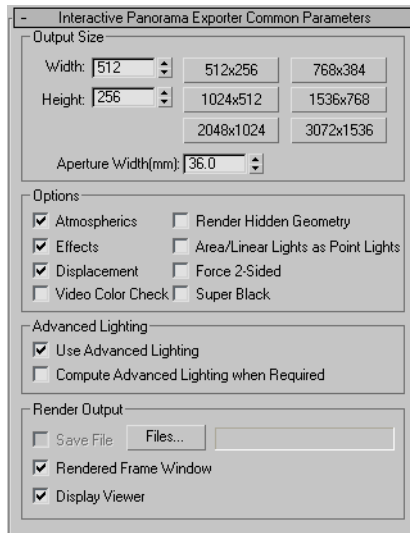 - Interactive Panorama Exporter Common Parameters
Output Size
Width: 512 512x256 768x384
Height: 256 1024x512 1536x768
2048x1024 3072x1536
Aperture Width(mm): 36.0
Options
Atmospherics Render Hidden Geometry
Effects Area/Linear Lights as Point Lights
Displacement Force 2-Sided
Video Color Check Super Black
Advanced Lighting
Use Advanced Lighting
Compute Advanced Lighting when Required
Render Output
Save File Files...
Rendered Frame Window
Display Viewer